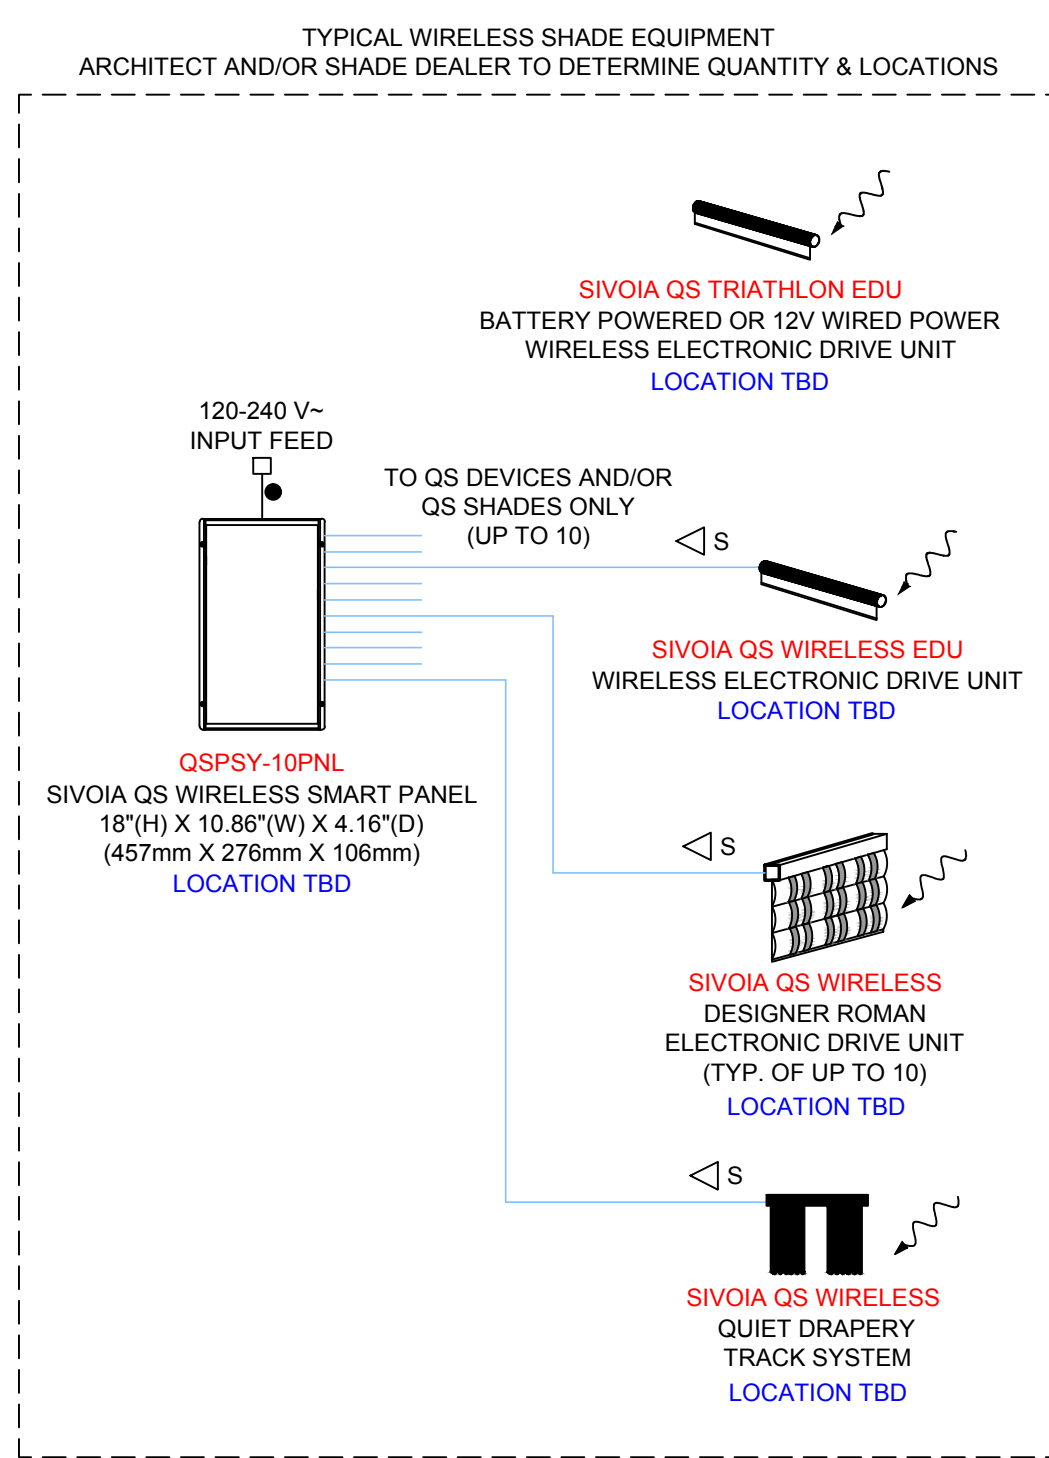 TYPICAL WIRELESS SHADE EQUIPMENT
ARCHITECT AND/OR SHADE DEALER TO DETERMINE QUANTITY & LOCATIONS
SIVOIA QS TRIATHLON EDU
BATTERY POWERED OR 12V WIRED POWER
WIRELESS ELECTRONIC DRIVE UNIT
LOCATION TBD
120-240 V~
INPUT FEED
TO QS DEVICES AND/OR
QS SHADES ONLY
(UP TO 10)
S
SIVOIA QS WIRELESS EDU
WIRELESS ELECTRONIC DRIVE UNIT
LOCATION TBD
QSPSY-10PNL
SIVOIA QS WIRELESS SMART PANEL
18"(H) X 10.86"(W) X 4.16"(D)
(457mm X 276mm X 106mm)
LOCATION TBD
S
SIVOIA QS WIRELESS
DESIGNER ROMAN
ELECTRONIC DRIVE UNIT
(TYP. OF UP TO 10)
LOCATION TBD
S
SIVOIA QS WIRELESS
QUIET DRAPERY
TRACK SYSTEM
LOCATION TBD